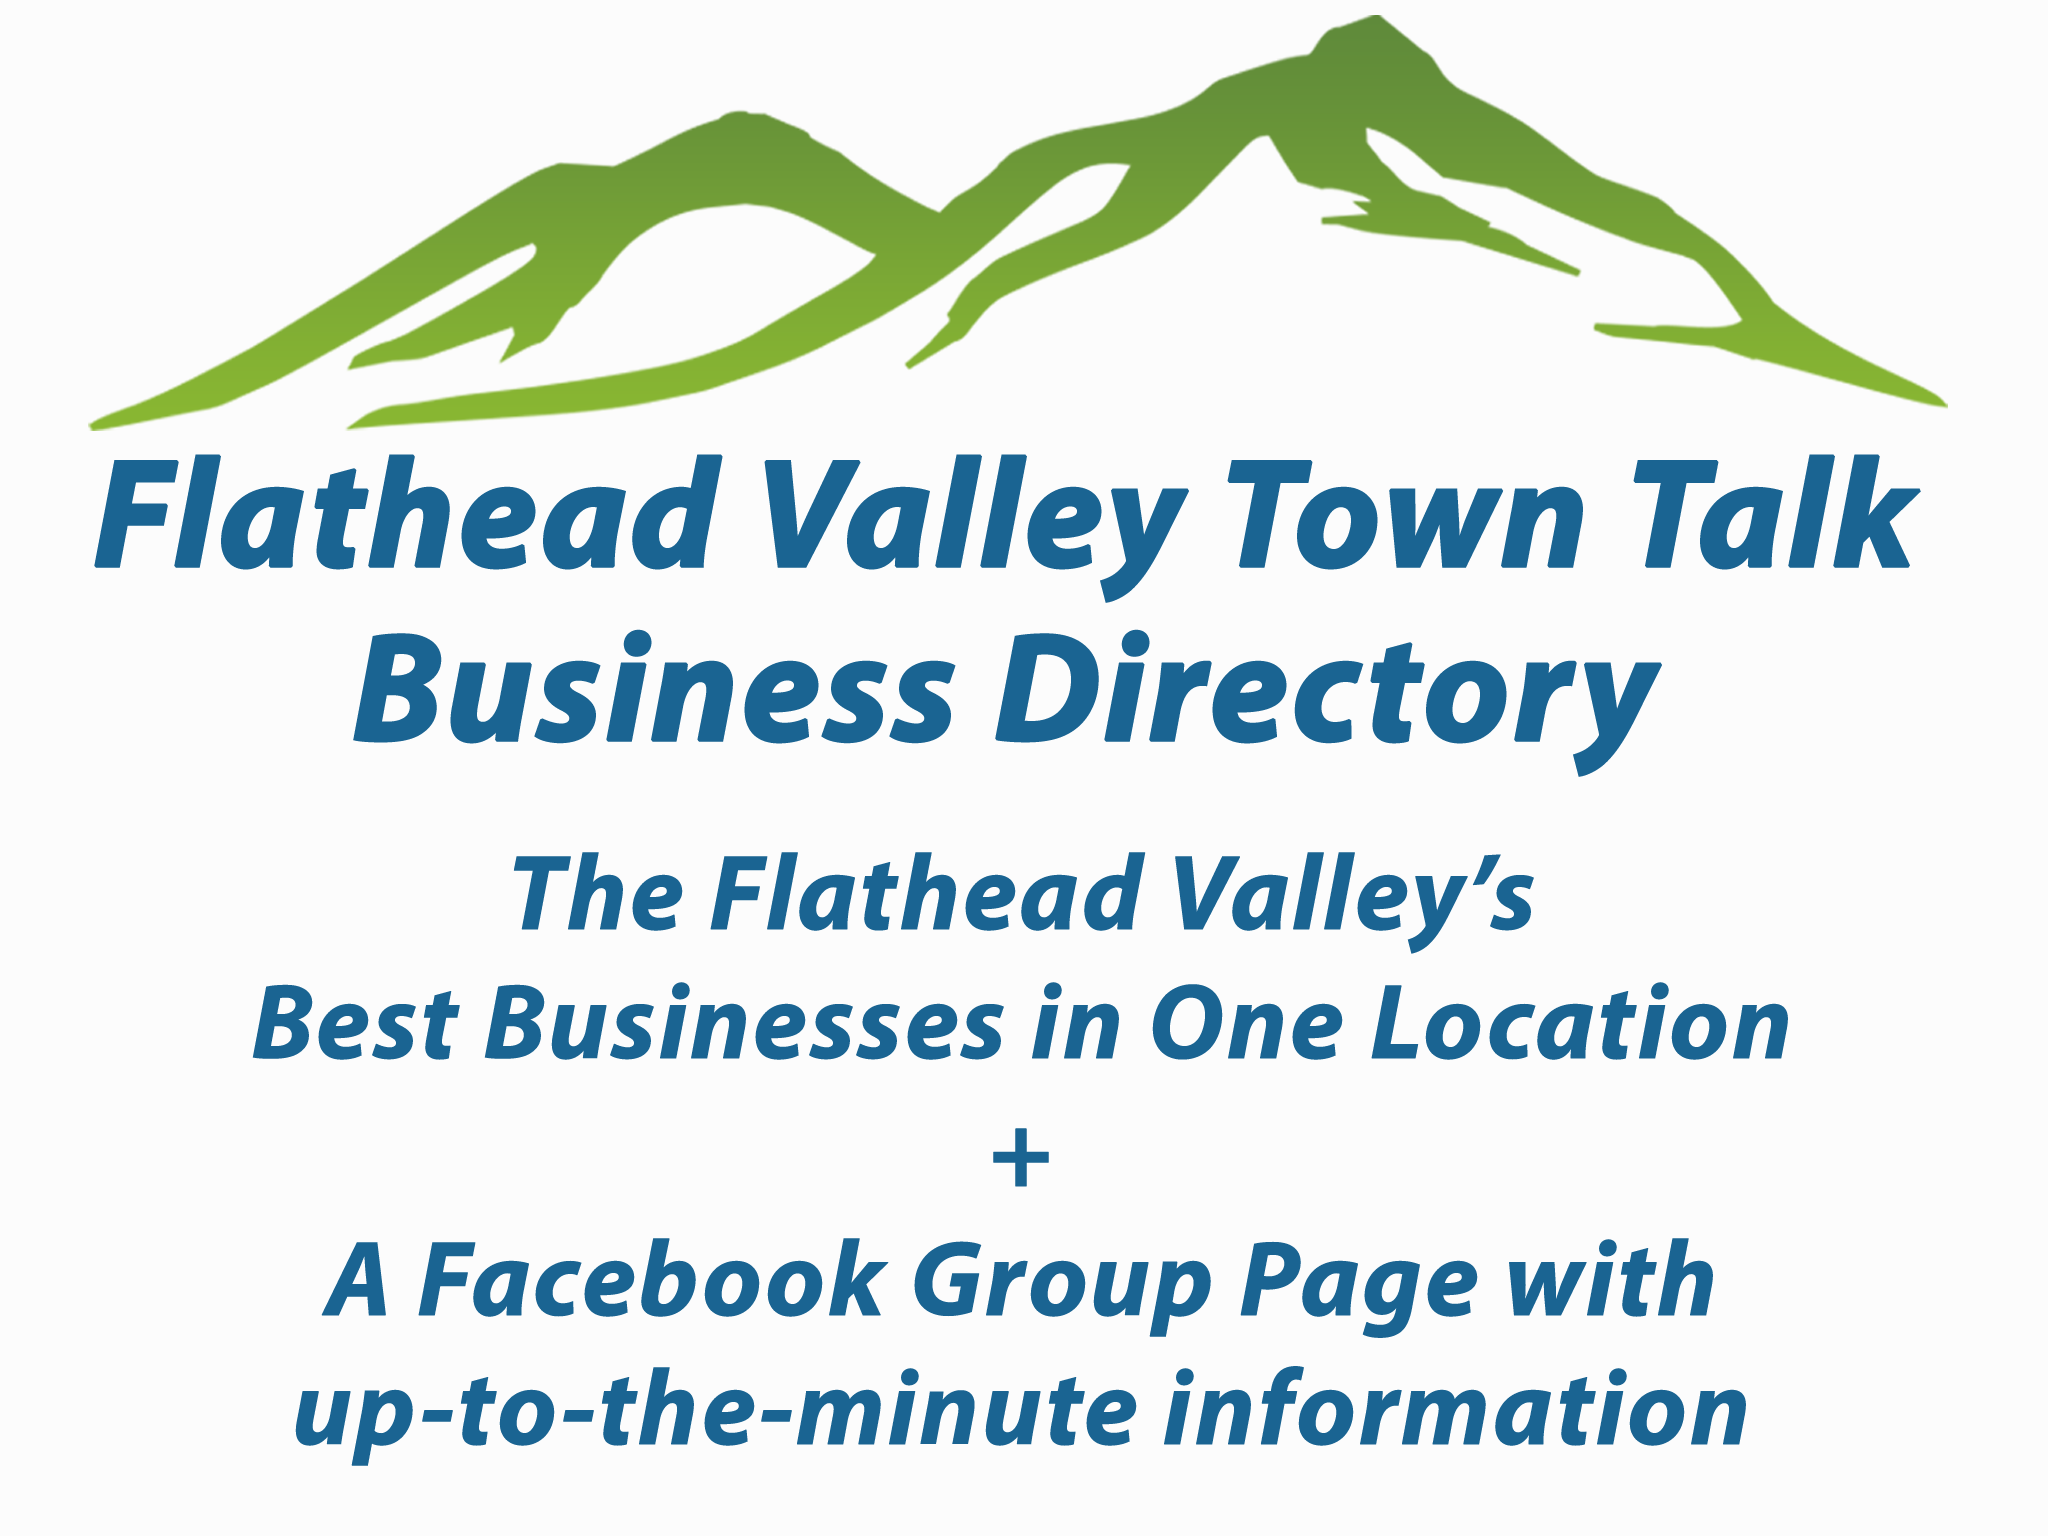 Flathead Valley Town Talk
Business Directory
The Flathead Valley’s
Best Businesses in One Location
+
A Facebook Group Page with
up-to-the-minute information